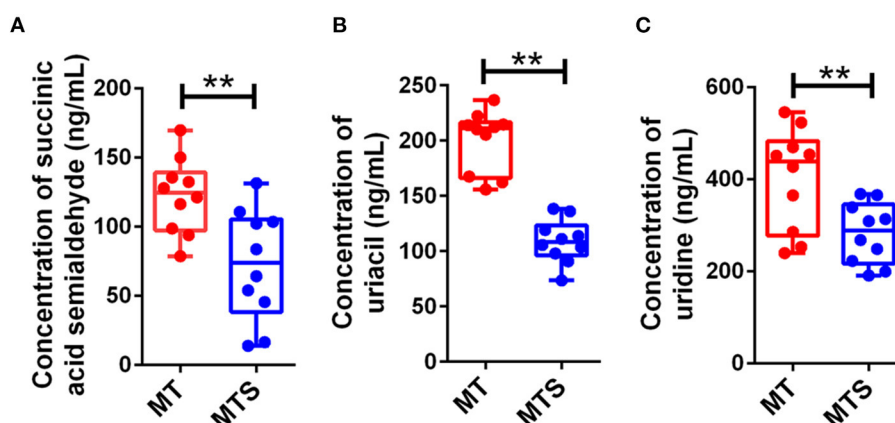 A
Concentration of succinic
acid semialdehyde (ng/mL)
200
150
100
50
0
**
MT
MTS
B
Concentration of
uriacil (ng/mL)
250
200
150
100
50
0
**
MT
MTS
C
Concentration of
uridine (ng/mL)
600
400
200
0
**
MT
MTS